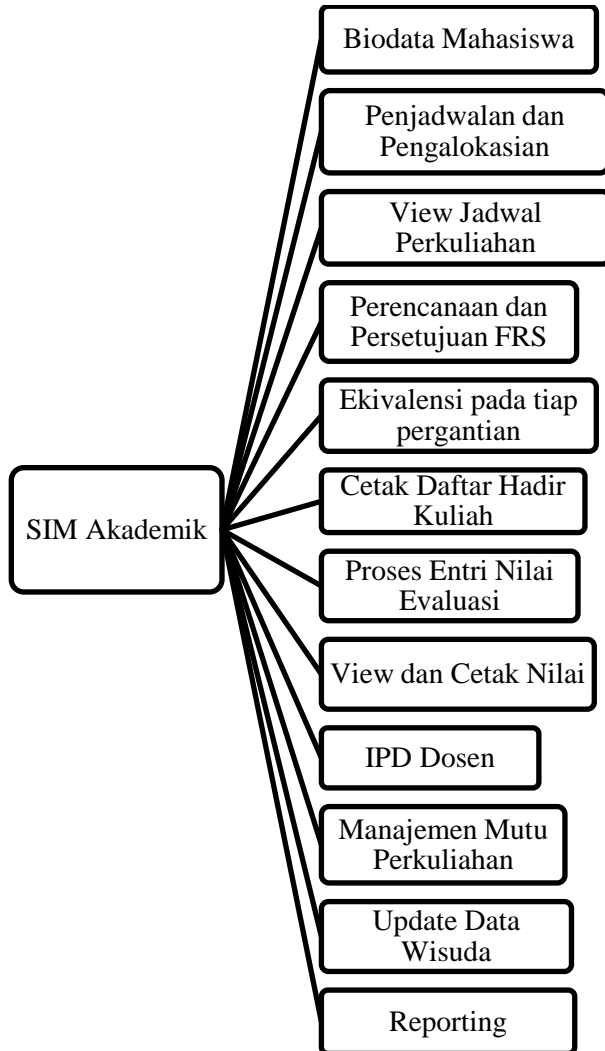 Biodata Mahasiswa
Penjadwalan dan
Pengalokasian
View Jadwal
Perkuliahan
Perencanaan dan
Persetujuan FRS
Ekivalensi pada tiap
pergantian
SIM Akademik
Cetak Daftar Hadir
Kuliah
Proses Entri Nilai
Evaluasi
View dan Cetak Nilai
IPD Dosen
Manajemen Mutu
Perkuliahan
Update Data
Wisuda
Reporting